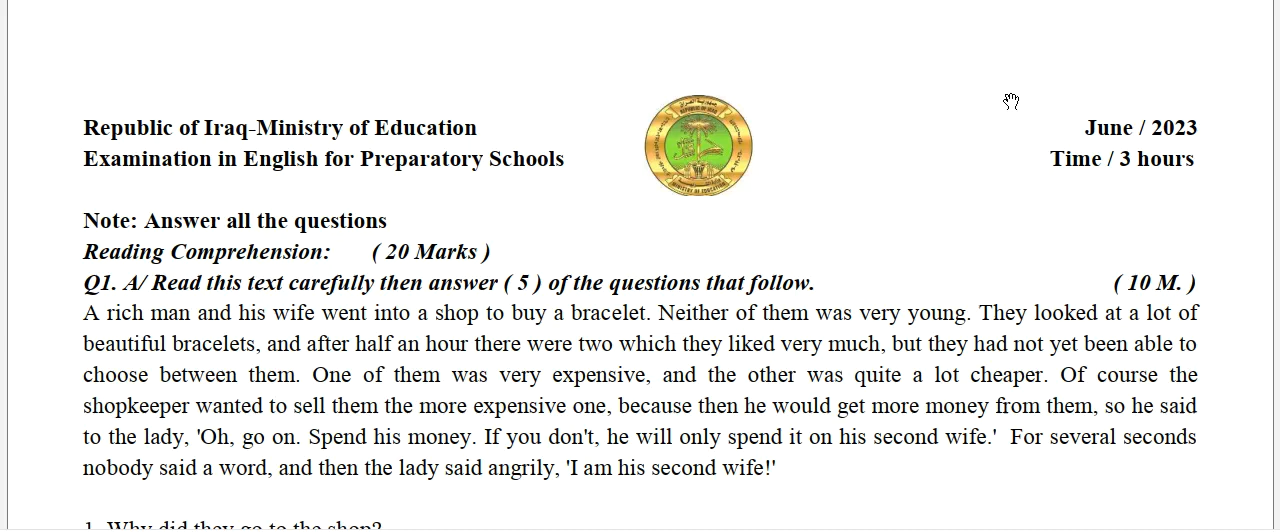 Republic of Iraq-Ministry of Education
June / 2023
Examination in English for Preparatory Schools
Time / 3 hours
Note: Answer all the questions
Reading Comprehension: ( 20 Marks )
Q1. A/ Read this text carefully then answer ( 5 ) of the questions that follow. ( 10 M. )
A rich man and his wife went into a shop to buy a bracelet. Neither of them was very young. They looked at a lot of
beautiful bracelets, and after half an hour there were two which they liked very much, but they had not yet been able to
choose between them. One of them was very expensive, and the other was quite a lot cheaper. Of course the
shopkeeper wanted to sell them the more expensive one, because then he would get more money from them, so he said
to the lady, 'Oh, go on. Spend his money. If you don't, he will only spend it on his second wife.' For several seconds
nobody said a word, and then the lady said angrily, 'I am his second wife!'
1. Why did they go to the shop?